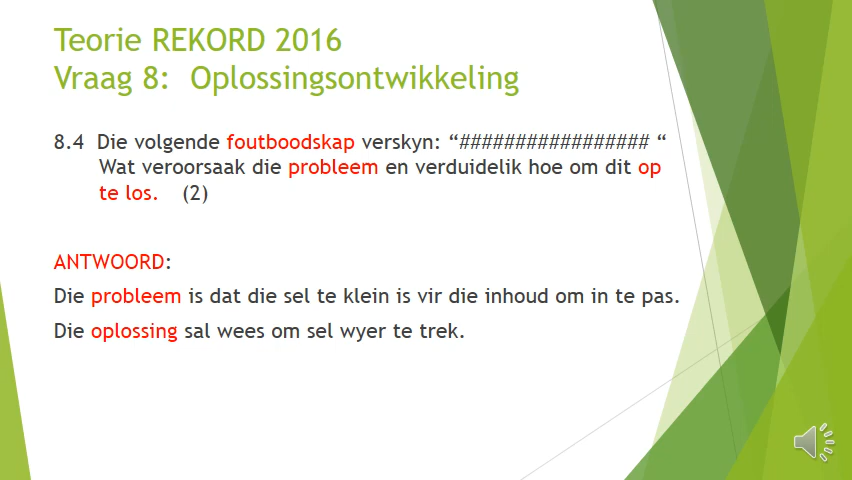 Teorie REKORD 2016
Vraag 8: Oplossingsontwikkeling
8.4 Die volgende foutboodskap verskyn: “################# “
Wat veroorsaak die probleem en verduidelik hoe om dit op
te los. (2)
ANTWOORD:
Die probleem is dat die sel te klein is vir die inhoud om in te pas.
Die oplossing sal wees om sel wyer te trek.